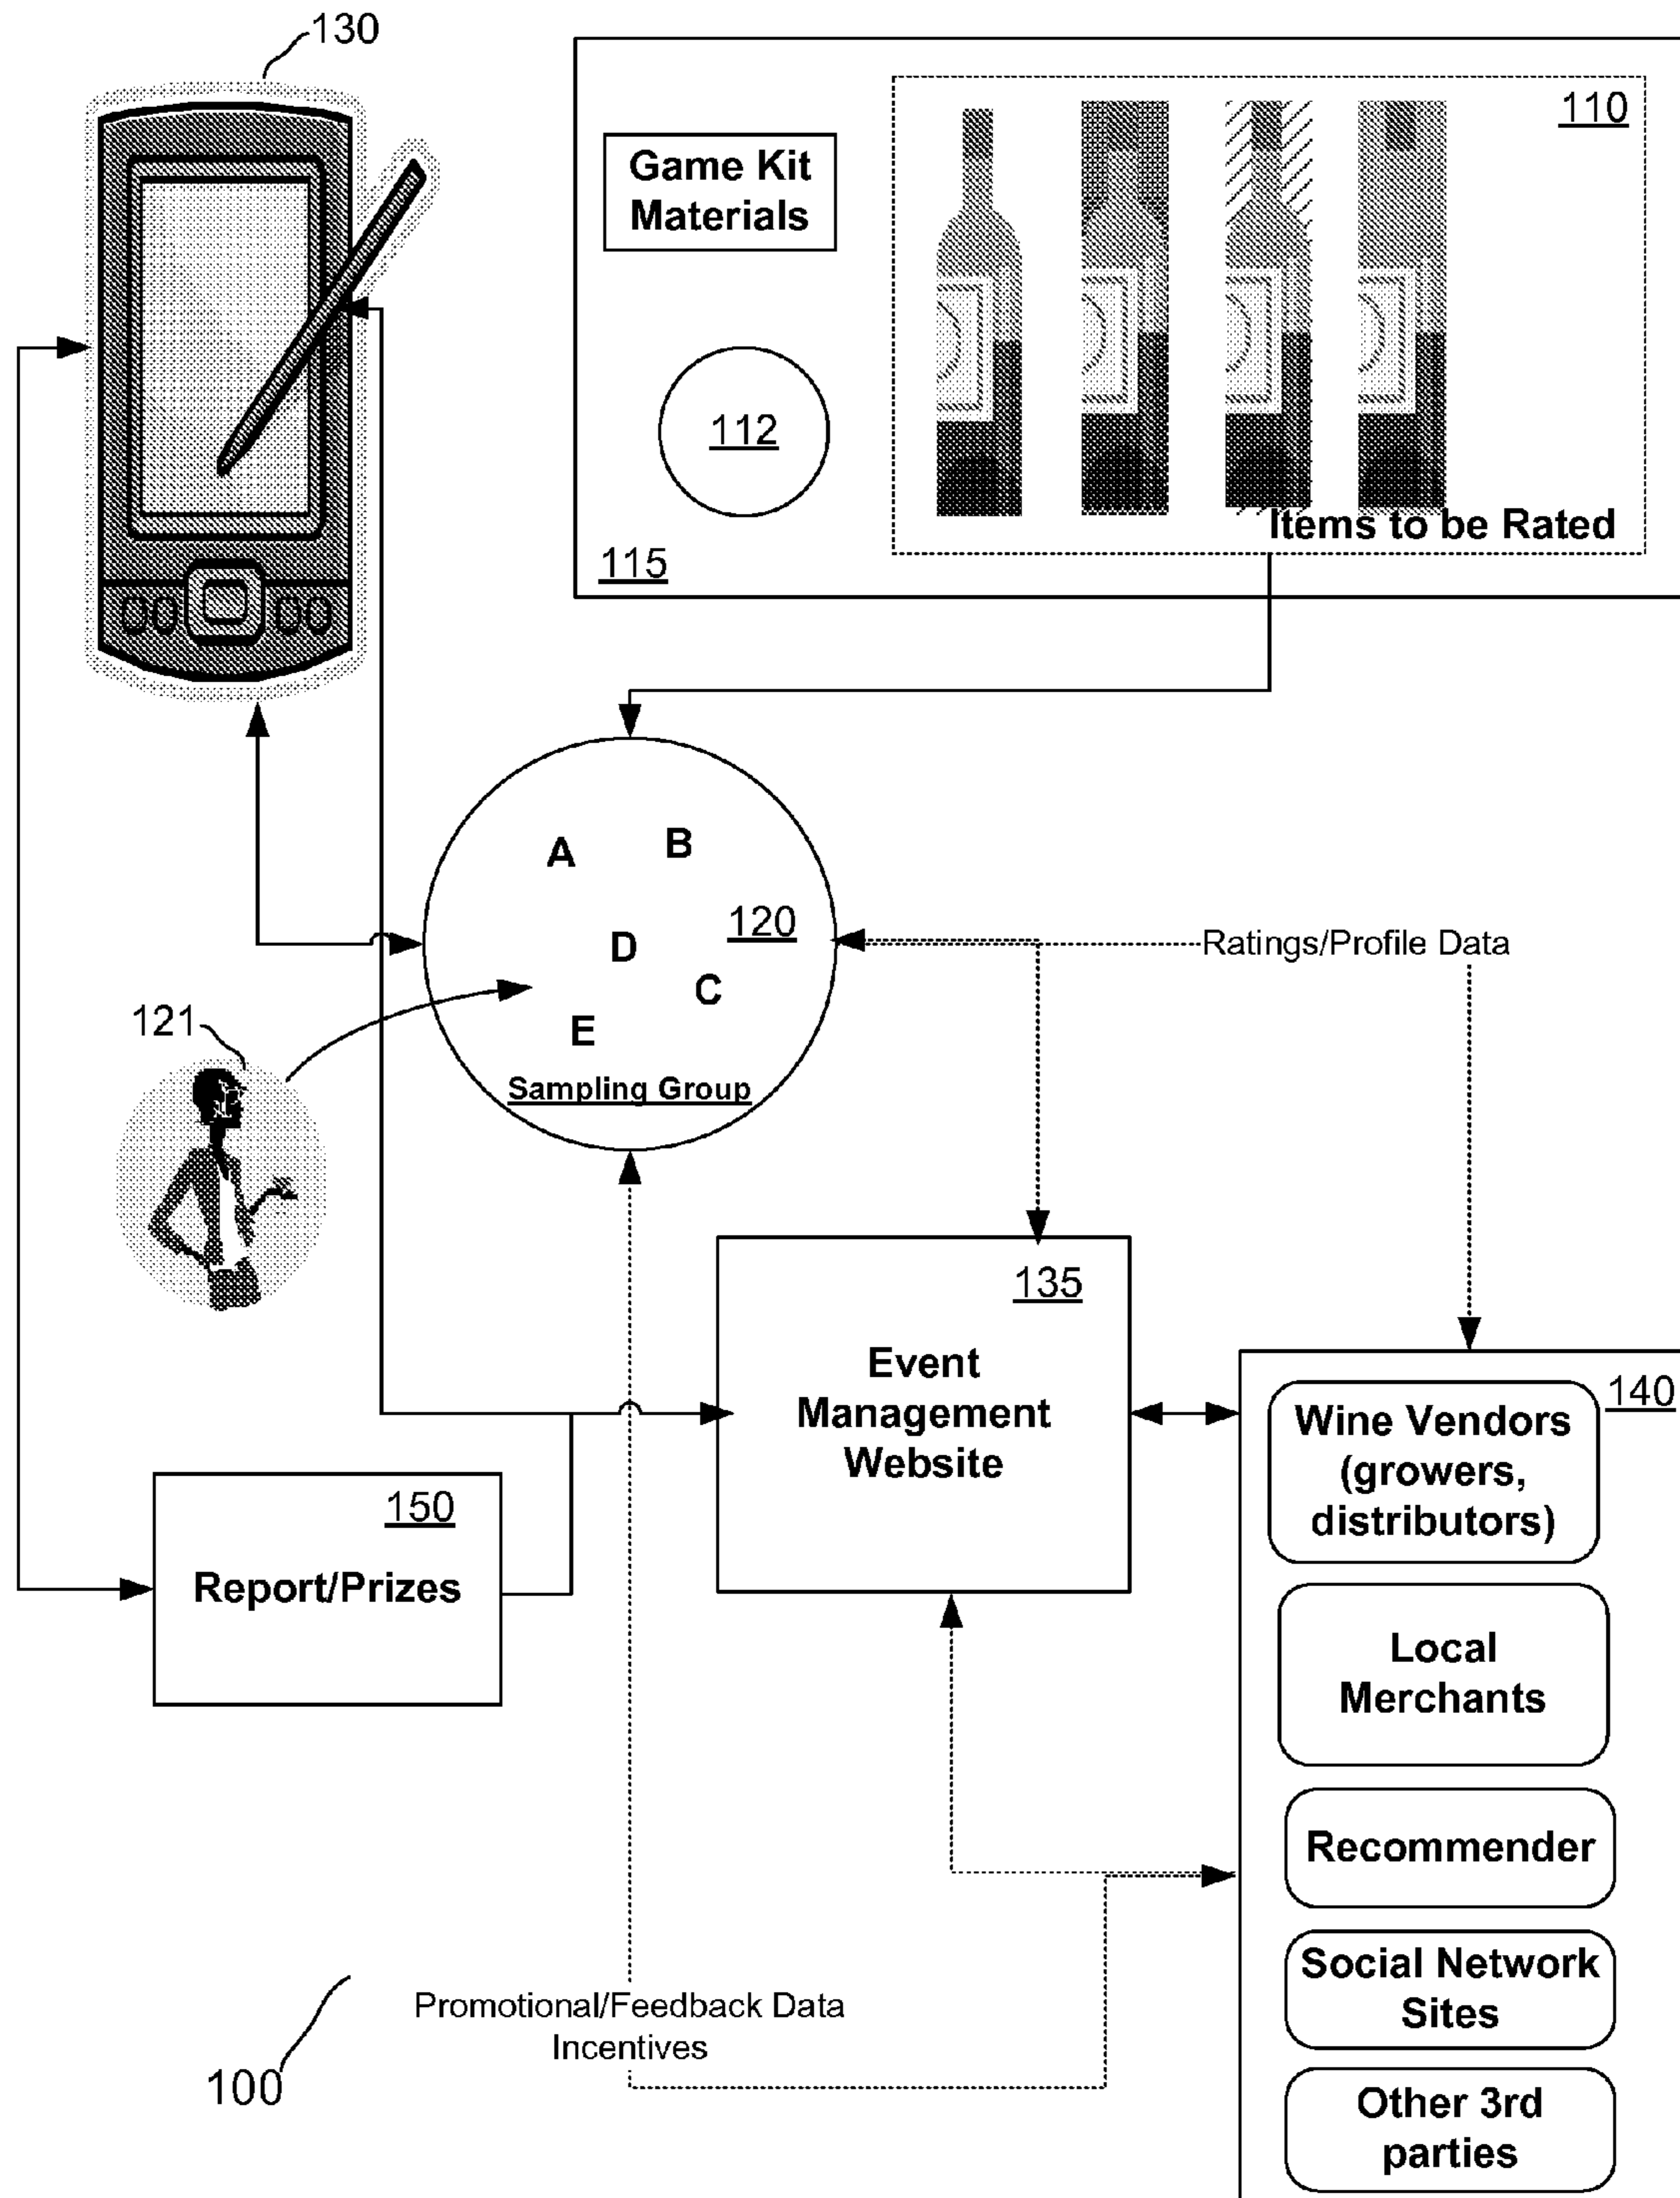 130
110
Game Kit
Materials
112
Items to be Rated
115
A
B
120
D
C
E
Sampling Group
Ratings/Profile Data
121
135
Event
Management
Website
140
Wine Vendors
(growers,
distributors)
150
Report/Prizes
Local
Merchants
Recommender
Social Network
Sites
Promotional/Feedback Data
Incentives
100
Other 3rd
parties